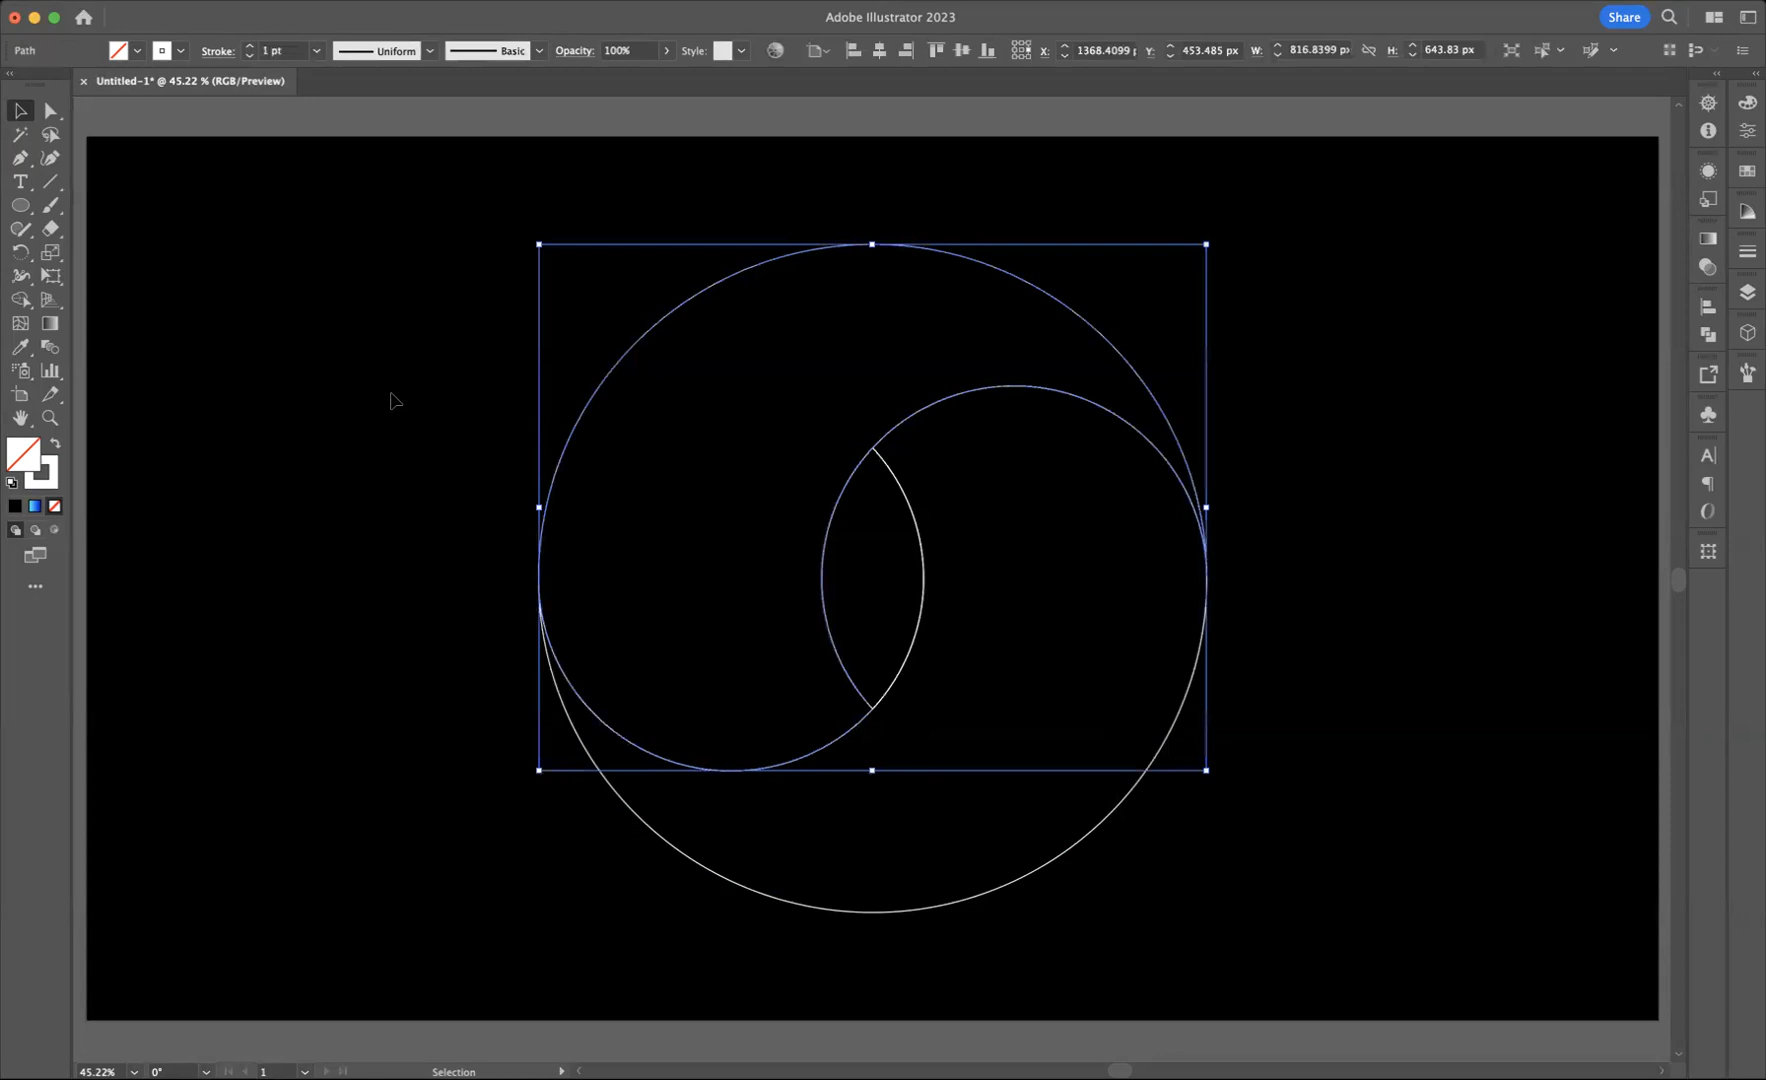 Adobe Illustrator 2023
Share
Path
Stroke:
1 pt
Uniform
Basic
Opacity:
100%
Style:
X:
1368.4099
Y:
453.485 px
W:
816.8399 px
H:
643.83 px
Untitled-1* @ 45.22 % (RGB/Preview)
45.22%
0°
1
Selection